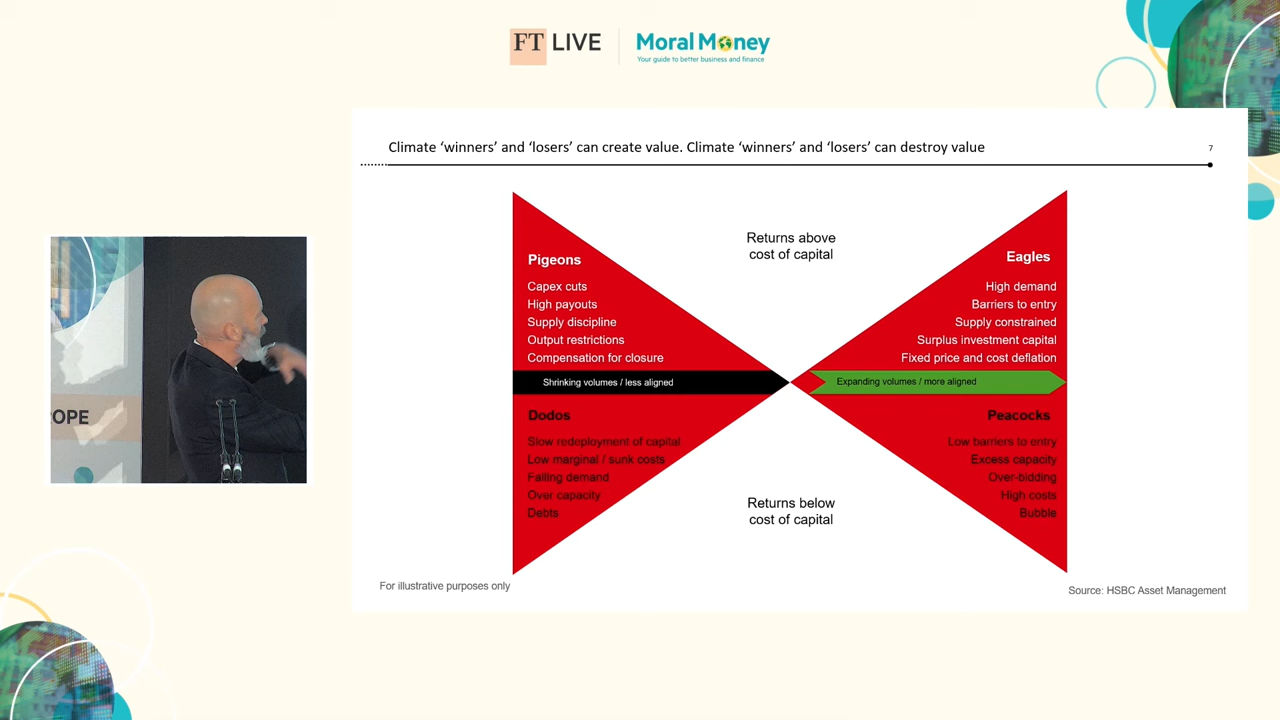 FT LIVE
Moral Money
Your guide to better business and finance
Climate ‘winners’ and ‘losers’ can create value. Climate ‘winners’ and ‘losers’ can destroy value
7
Returns above
cost of capital
Pigeons
Capex cuts
High payouts
Supply discipline
Output restrictions
Compensation for closure
Eagles
High demand
Barriers to entry
Supply constrained
Surplus investment capital
Fixed price and cost deflation
Shrinking volumes / less aligned
Expanding volumes / more aligned
Dodos
Slow redeployment of capital
Low marginal / sunk costs
Falling demand
Over capacity
Debts
Peacocks
Low barriers to entry
Excess capacity
Over-bidding
High costs
Bubble
Returns below
cost of capital
For illustrative purposes only
Source: HSBC Asset Management
OPE